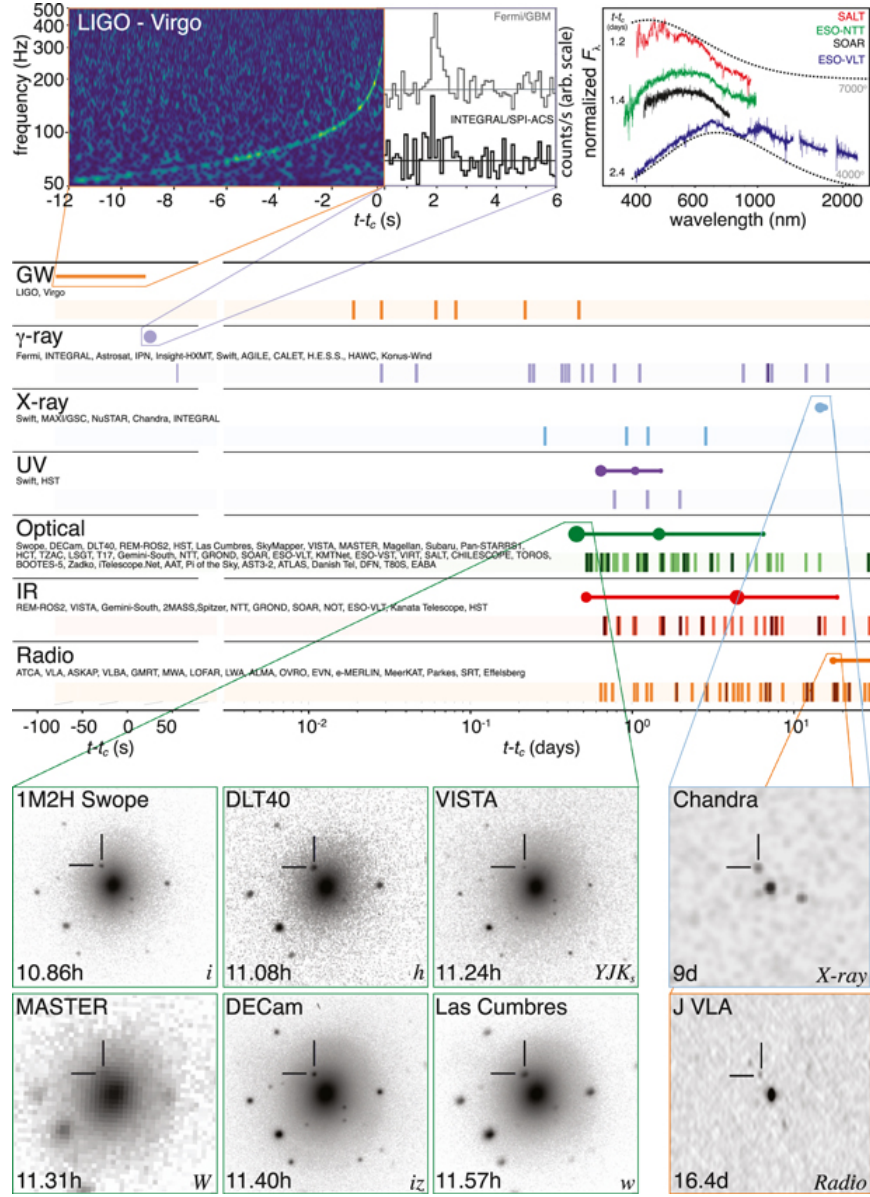 LIGO - Virgo
frequency (Hz)
500
400
300
200
100
50
-12 -10 -8 -6 -4 -2 0 2 4 6
t-tc (s)
Fermi/GBM
INTEGRAL/SPI-ACS
counts/s (arb. scale)
normalized Fλ
t-tc
(days)
1.2
1.4
2.4
SALT
ESO-NTT
SOAR
ESO-VLT
7000°
4000°
400 600 1000 2000
wavelength (nm)
GW
LIGO, Virgo
γ-ray
Fermi, INTEGRAL, Astrosat, IPN, Insight-HXMT, Swift, AGILE, CALET, H.E.S.S., HAWC, Konus-Wind
X-ray
Swift, MAXI/GSC, NuSTAR, Chandra, INTEGRAL
UV
Swift, HST
Optical
Swope, DECam, DLT40, REM-ROS2, HST, Las Cumbres, SkyMapper, VISTA, MASTER, Magellan, Subaru, Pan-STARRS1,
HCT, TZAC, LSGT, T17, Gemini-South, NTT, GROND, SOAR, ESO-VLT, KMTNet, ESO-VST, VIRT, SALT, CHILESCOPE, TOROS,
BOOTES-5, Zadko, iTelescope.Net, AAT, Pi of the Sky, AST3-2, ATLAS, Danish Tel, DFN, T80S, EABA
IR
REM-ROS2, VISTA, Gemini-South, 2MASS,Spitzer, NTT, GROND, SOAR, NOT, ESO-VLT, Kanata Telescope, HST
Radio
ATCA, VLA, ASKAP, VLBA, GMRT, MWA, LOFAR, LWA, ALMA, OVRO, EVN, e-MERLIN, MeerKAT, Parkes, SRT, Effelsberg
-100 -50 0 50
t-tc (s)
10⁻² 10⁻¹ 10⁰ 10¹
t-tc (days)
1M2H Swope
10.86h
i
DLT40
11.08h
h
VISTA
11.24h
YJKs
Chandra
9d
X-ray
MASTER
11.31h
W
DECam
11.40h
iz
Las Cumbres
11.57h
w
J VLA
16.4d
Radio